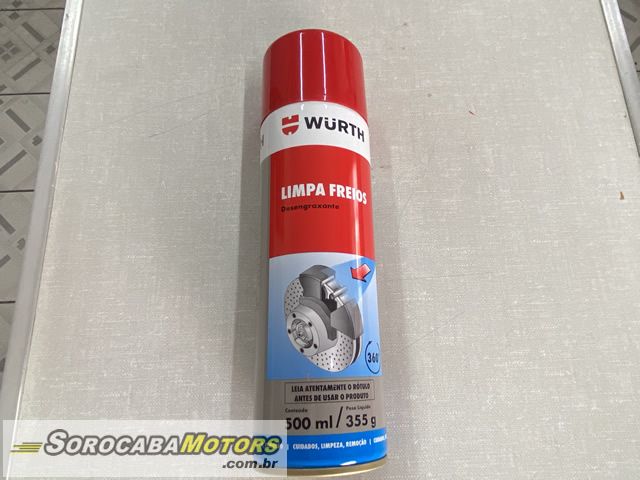 WÜRTH
LIMPA FREIOS
Desengraxante
360°
LEIA ATENTAMENTE O RÓTULO
ANTES DE USAR O PRODUTO
Conteúdo Peso Líquido
500 ml/355 g
CUIDADOS, LIMPEZA, REMOÇÃO
SOROCABAMOTORS
.com.br